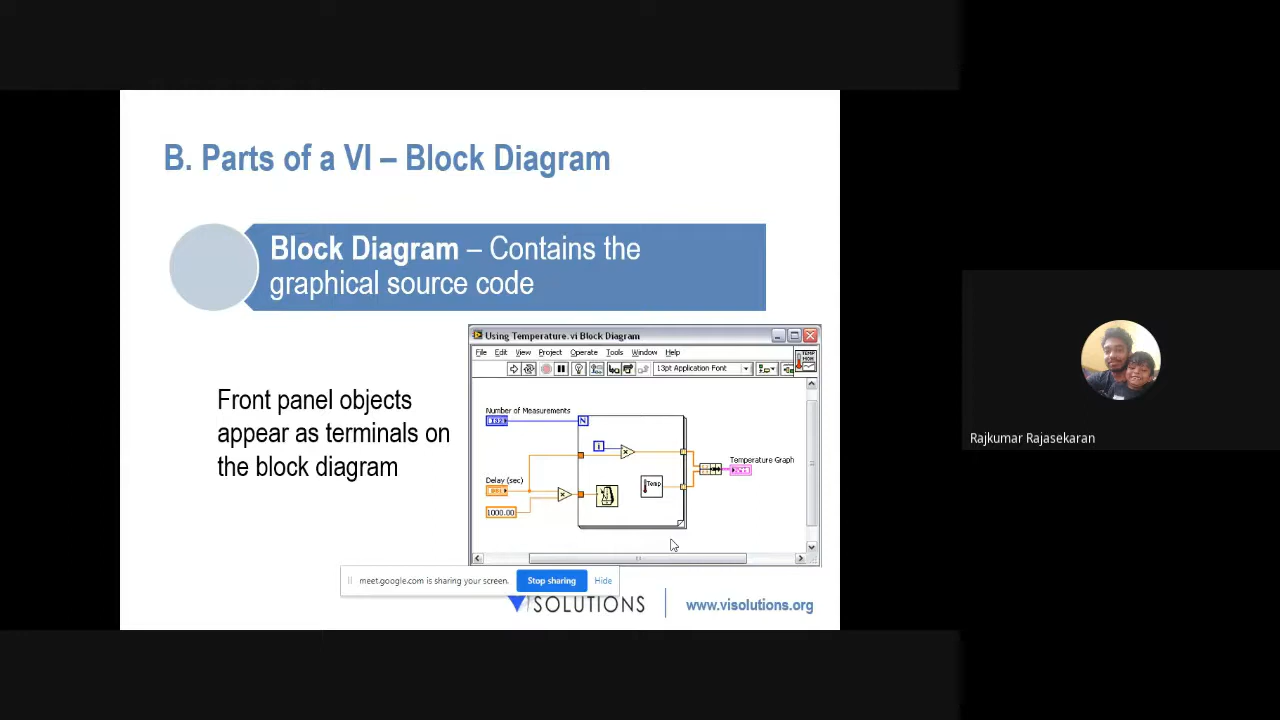 B. Parts of a VI – Block Diagram
Block Diagram – Contains the
graphical source code
Front panel objects
appear as terminals on
the block diagram
Using Temperature.vi Block Diagram
File Edit View Project Operate Tools Window Help
13pt Application Font
TEMP
Number of Measurements
N
i
Temp
Temperature Graph
Delay (sec)
1000.00
meet.google.com is sharing your screen.
Stop sharing
Hide
VISOLUTIONS
www.visolutions.org
Rajkumar Rajasekaran